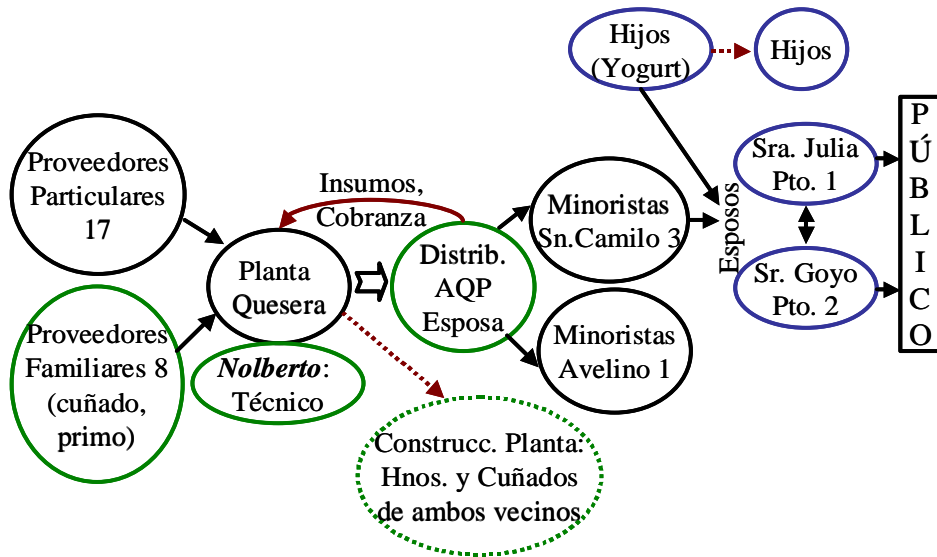 Hijos
(Yogurt)
Hijos
Proveedores
Particulares
17
Insumos,
Cobranza
Minoristas
Sn.Camilo 3
Esposos
Sra. Julia
Pto. 1
Sr. Goyo
Pto. 2
PÚBLICO
Planta
Quesera
Distrib.
AQP
Esposa
Proveedores
Familiares 8
(cuñado,
primo)
Nolberto:
Técnico
Minoristas
Avelino 1
Construcc. Planta:
Hnos. y Cuñados
de ambos vecinos